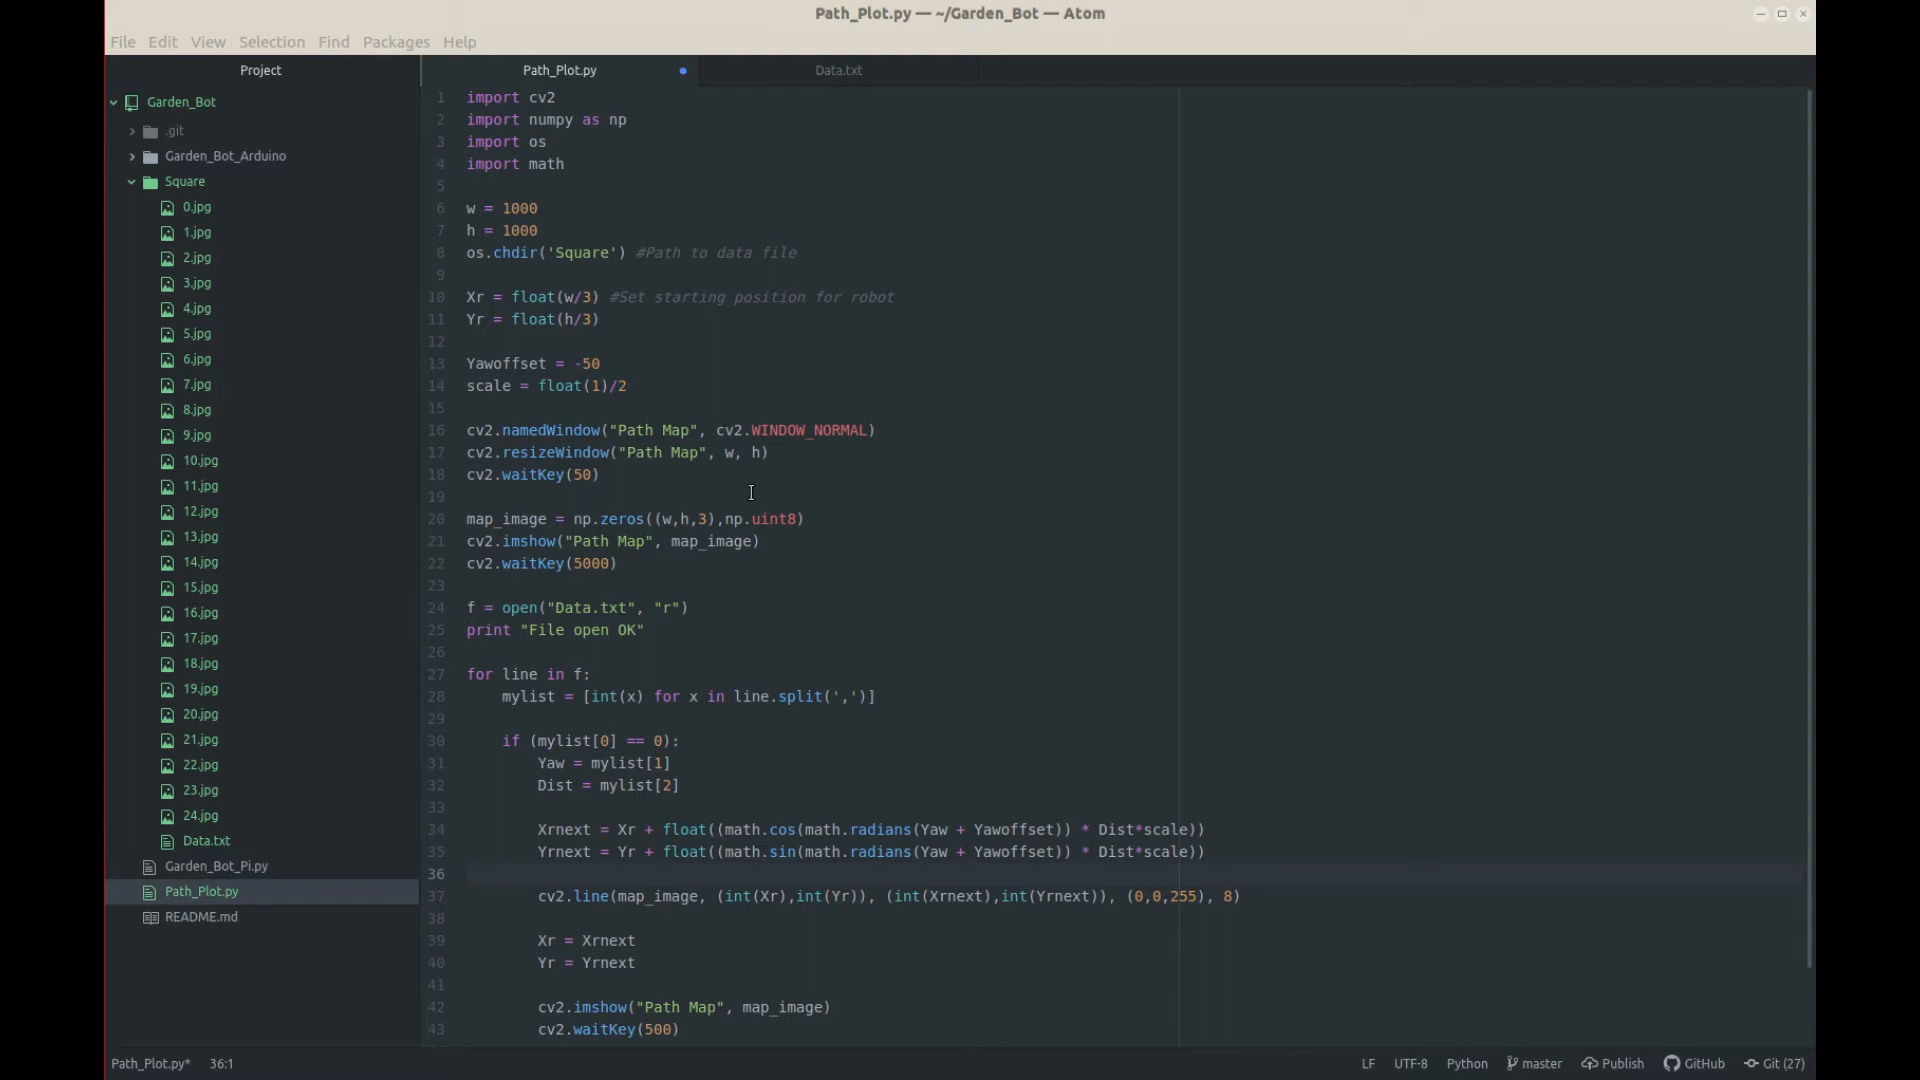 Path_Plot.py — ~/Garden_Bot — Atom
File Edit View Selection Find Packages Help
Project
Garden_Bot
.git
Garden_Bot_Arduino
Square
0.jpg
1.jpg
2.jpg
3.jpg
4.jpg
5.jpg
6.jpg
7.jpg
8.jpg
9.jpg
10.jpg
11.jpg
12.jpg
13.jpg
14.jpg
15.jpg
16.jpg
17.jpg
18.jpg
19.jpg
20.jpg
21.jpg
22.jpg
23.jpg
24.jpg
Data.txt
Garden_Bot_Pi.py
Path_Plot.py
README.md
Path_Plot.py Data.txt
1 import cv2
2 import numpy as np
3 import os
4 import math
5
6 w = 1000
7 h = 1000
8 os.chdir('Square') #Path to data file
9
10 Xr = float(w/3) #Set starting position for robot
11 Yr = float(h/3)
12
13 Yawoffset = -50
14 scale = float(1)/2
15
16 cv2.namedWindow("Path Map", cv2.WINDOW_NORMAL)
17 cv2.resizeWindow("Path Map", w, h)
18 cv2.waitKey(50)
19
20 map_image = np.zeros((w,h,3),np.uint8)
21 cv2.imshow("Path Map", map_image)
22 cv2.waitKey(5000)
23
24 f = open("Data.txt", "r")
25 print "File open OK"
26
27 for line in f:
28 mylist = [int(x) for x in line.split(',')]
29
30 if (mylist[0] == 0):
31 Yaw = mylist[1]
32 Dist = mylist[2]
33
34 Xrnext = Xr + float((math.cos(math.radians(Yaw + Yawoffset)) * Dist*scale))
35 Yrnext = Yr + float((math.sin(math.radians(Yaw + Yawoffset)) * Dist*scale))
36
37 cv2.line(map_image, (int(Xr),int(Yr)), (int(Xrnext),int(Yrnext)), (0,0,255), 8)
38
39 Xr = Xrnext
40 Yr = Yrnext
41
42 cv2.imshow("Path Map", map_image)
43 cv2.waitKey(500)
Path_Plot.py* 36:1 LF UTF-8 Python master Publish GitHub Git (27)